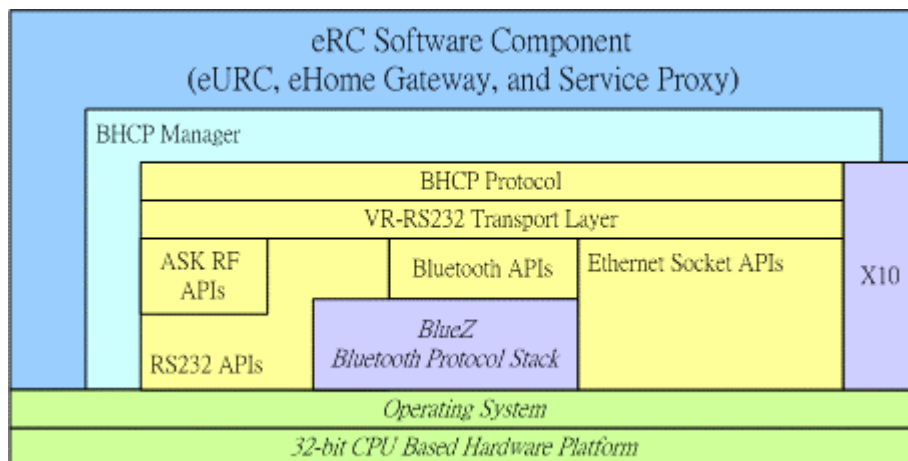 eRC Software Component
(eURC, eHome Gateway, and Service Proxy)
BHCP Manager
BHCP Protocol
VR-RS232 Transport Layer
ASK RF
APIs
Bluetooth APIs
Ethernet Socket APIs
X10
BlueZ
Bluetooth Protocol Stack
RS232 APIs
Operating System
32-bit CPU Based Hardware Platform